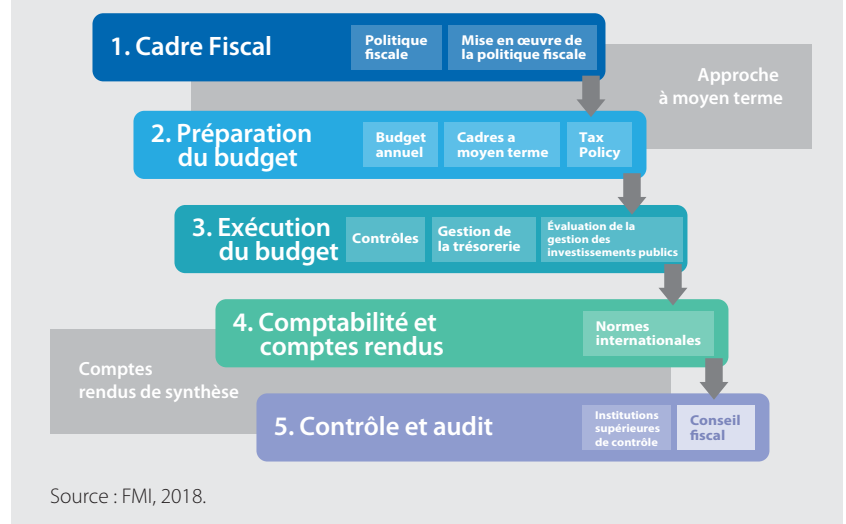 1. Cadre Fiscal
Politique
fiscale
Mise en œuvre de
la politique fiscale
Approche
à moyen terme
2. Préparation
du budget
Budget
annuel
Cadres a
moyen terme
Tax
Policy
3. Exécution
du budget
Contrôles
Gestion de
la trésorerie
Évaluation de la
gestion des
investissements publics
4. Comptabilité et
comptes rendus
Normes
internationales
Comptes
rendus de synthèse
5. Contrôle et audit
Institutions
supérieures
de contrôle
Conseil
fiscal
Source : FMI, 2018.